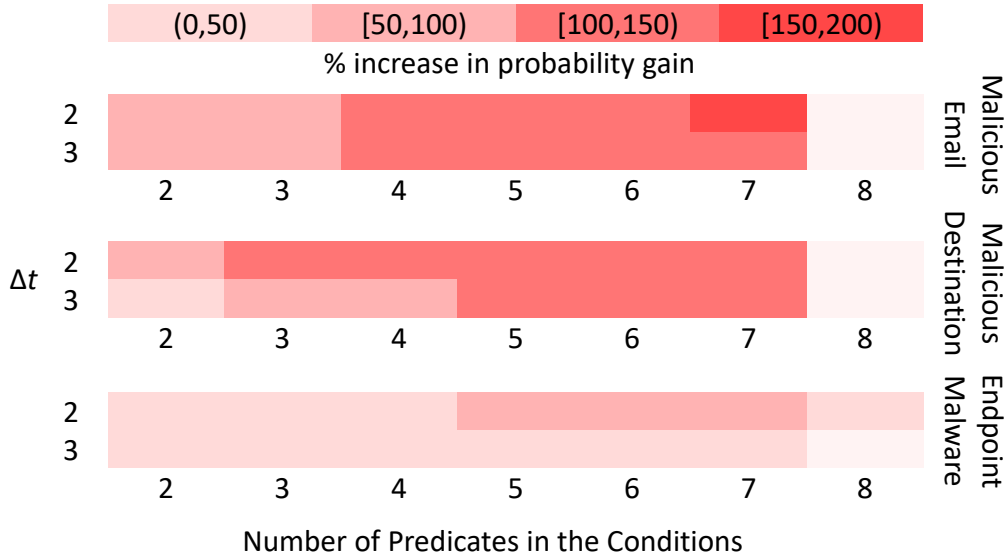 (0,50) [50,100) [100,150) [150,200)
% increase in probability gain
2
3
2 3 4 5 6 7 8
Malicious
Email
Δt
2
3
2 3 4 5 6 7 8
Malicious
Destination
2
3
2 3 4 5 6 7 8
Endpoint
Malware
Number of Predicates in the Conditions